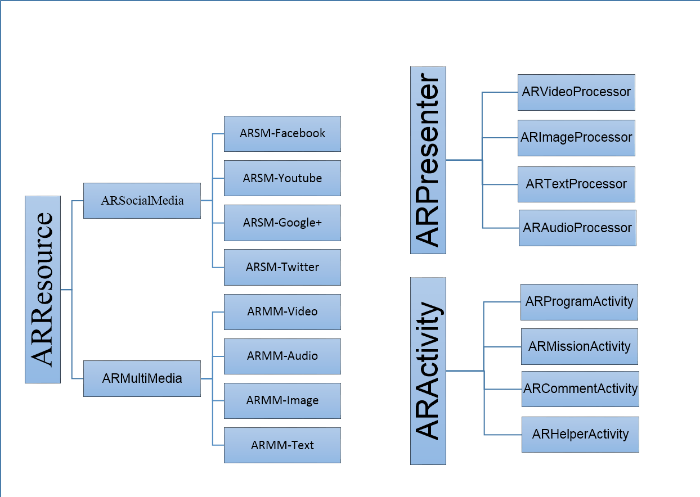 ARResource
ARSocialMedia
ARSM-Facebook
ARSM-Youtube
ARSM-Google+
ARSM-Twitter
ARMultiMedia
ARMM-Video
ARMM-Audio
ARMM-Image
ARMM-Text
ARPresenter
ARVideoProcessor
ARImageProcessor
ARTextProcessor
ARAudioProcessor
ARActivity
ARProgramActivity
ARMissionActivity
ARCommentActivity
ARHelperActivity